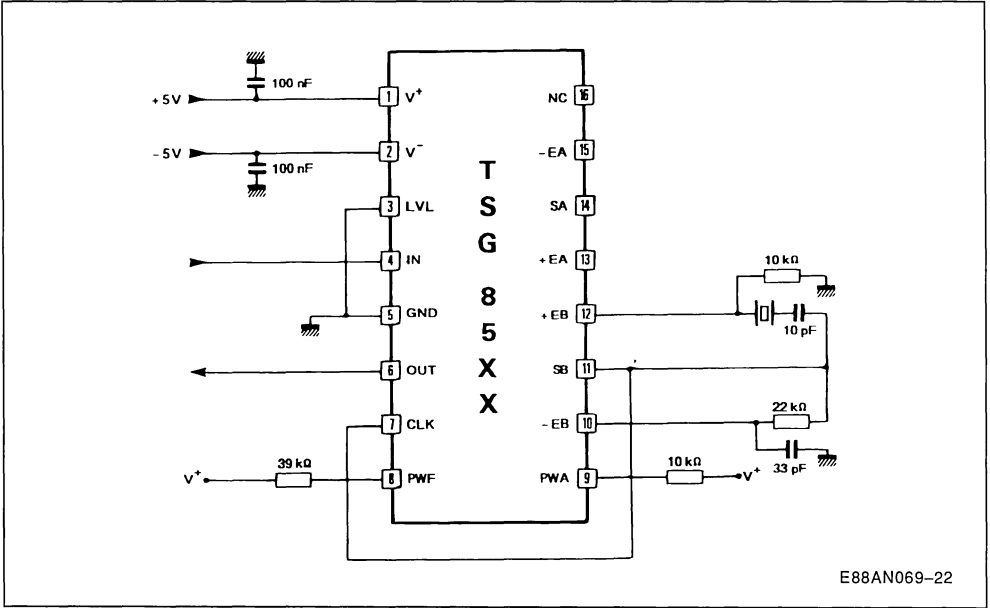 100 nF
+5V
1 V+
NC 16
-5V
2 V-
-EA 15
100 nF
T
S
G
8
5
X
X
3 LVL
SA 14
4 IN
+EA 13
10 kΩ
5 GND
+EB 12
10 pF
6 OUT
SB 11
22 kΩ
7 CLK
-EB 10
33 pF
V+
39 kΩ
8 PWF
PWA 9
10 kΩ
V+
E88AN069-22